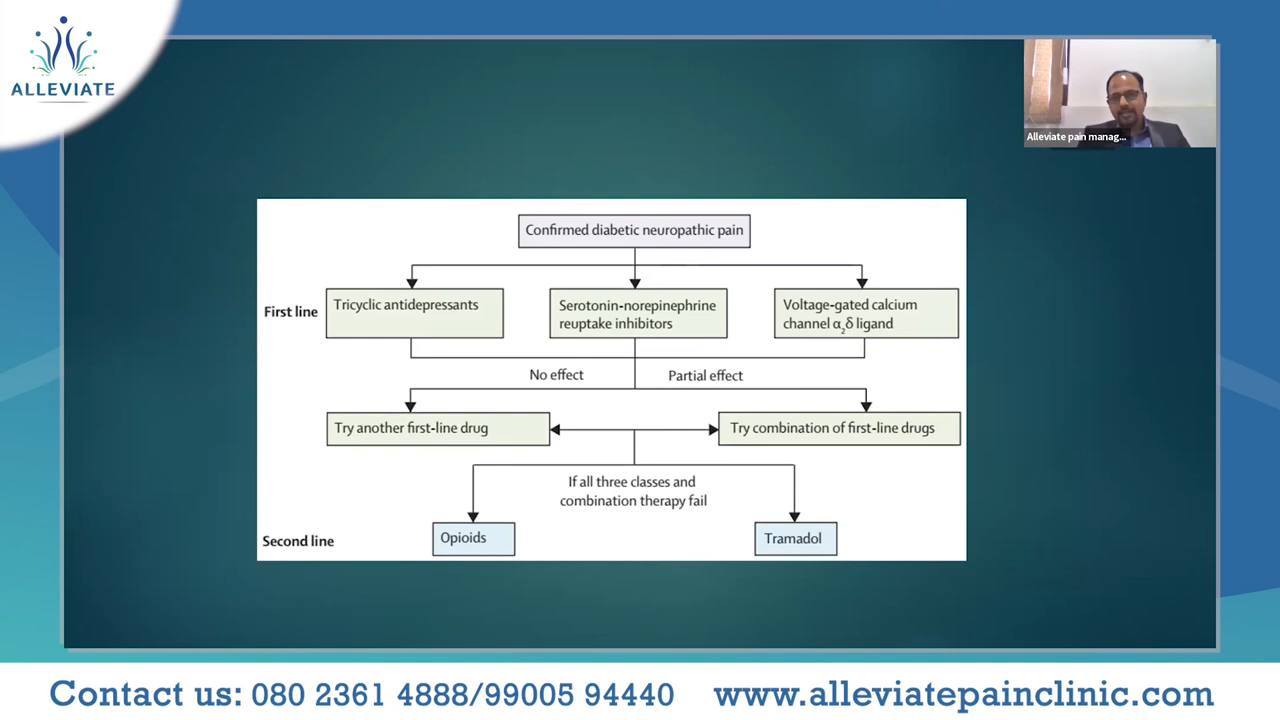 ALLEVIATE
Alleviate pain manag...
Confirmed diabetic neuropathic pain
First line
Tricyclic antidepressants
Serotonin-norepinephrine
reuptake inhibitors
Voltage-gated calcium
channel α₂δ ligand
No effect
Partial effect
Try another first-line drug
Try combination of first-line drugs
If all three classes and
combination therapy fail
Second line
Opioids
Tramadol
Contact us: 080 2361 4888/99005 94440
www.alleviatepainclinic.com